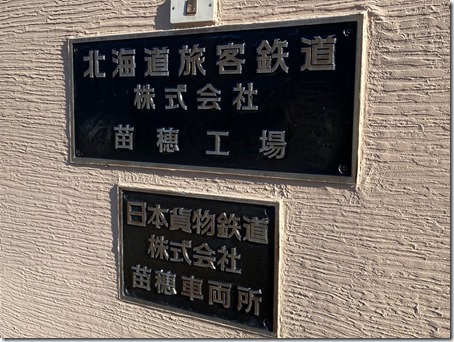 北海道旅客鉄道
株式会社
苗穂工場
日本貨物鉄道
株式会社
苗穂車両所